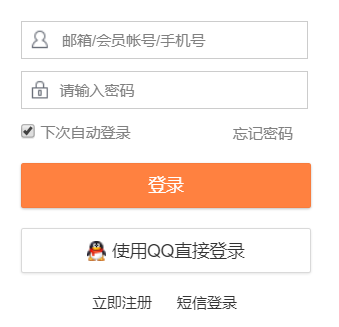 邮箱/会员帐号/手机号
请输入密码
下次自动登录 忘记密码
登录
使用QQ直接登录
立即注册 短信登录